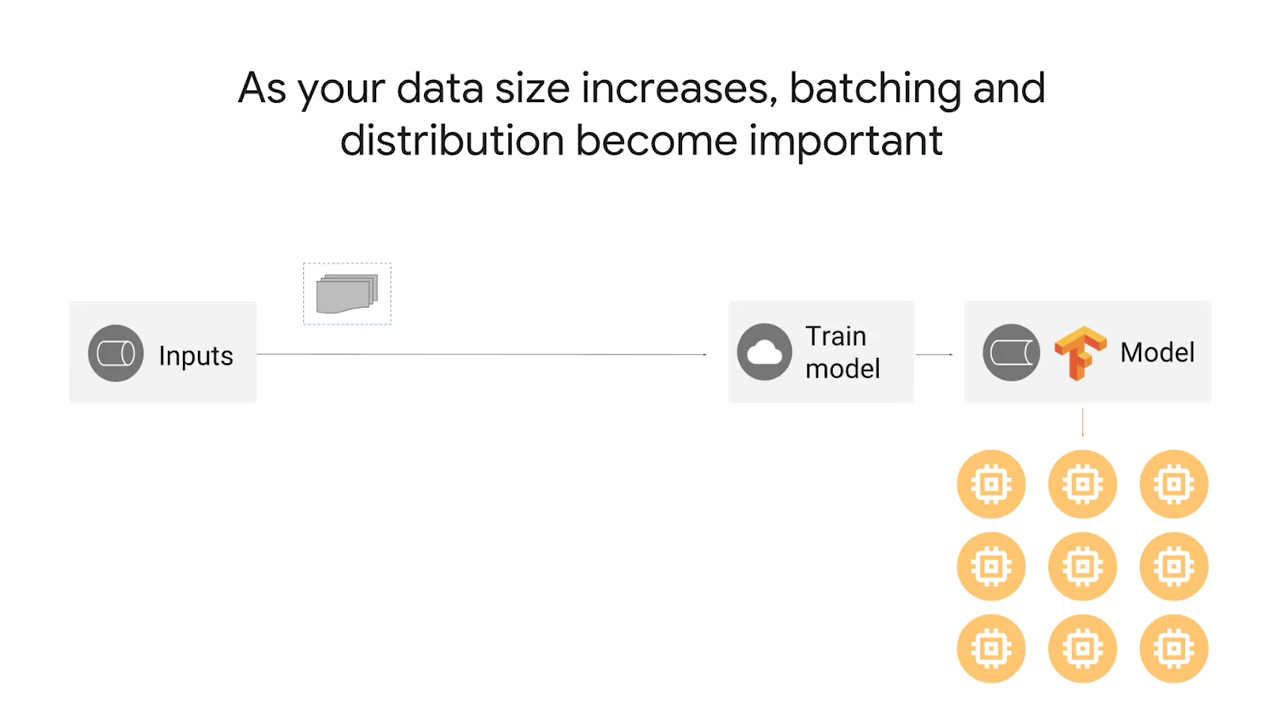 As your data size increases, batching and
distribution become important
Inputs
Train
model
Model